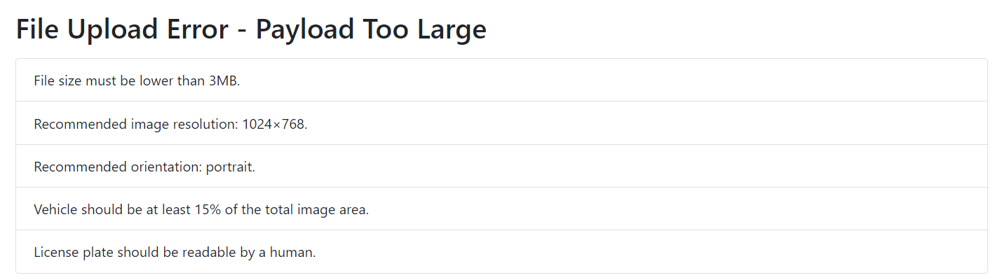 File Upload Error - Payload Too Large
File size must be lower than 3MB.
Recommended image resolution: 1024×768.
Recommended orientation: portrait.
Vehicle should be at least 15% of the total image area.
License plate should be readable by a human.